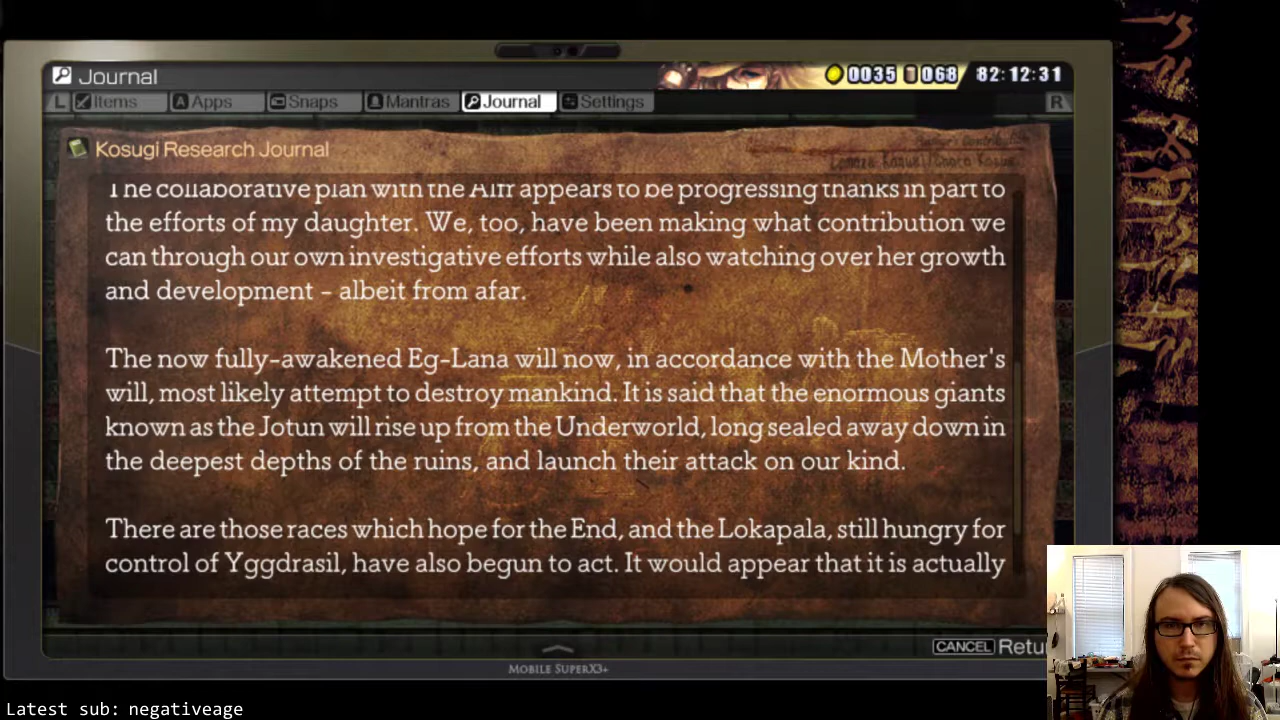 Journal
0035 068 82:12:31
L Items A Apps Snaps Mantras Journal Settings R
Kosugi Research Journal
The collaborative plan with the Alfr appears to be progressing thanks in part to
the efforts of my daughter. We, too, have been making what contribution we
can through our own investigative efforts while also watching over her growth
and development - albeit from afar.
The now fully-awakened Eg-Lana will now, in accordance with the Mother's
will, most likely attempt to destroy mankind. It is said that the enormous giants
known as the Jotun will rise up from the Underworld, long sealed away down in
the deepest depths of the ruins, and launch their attack on our kind.
There are those races which hope for the End, and the Lokapala, still hungry for
control of Yggdrasil, have also begun to act. It would appear that it is actually
CANCEL Retu
MOBILE SUPERX3+
Latest sub: negativeage